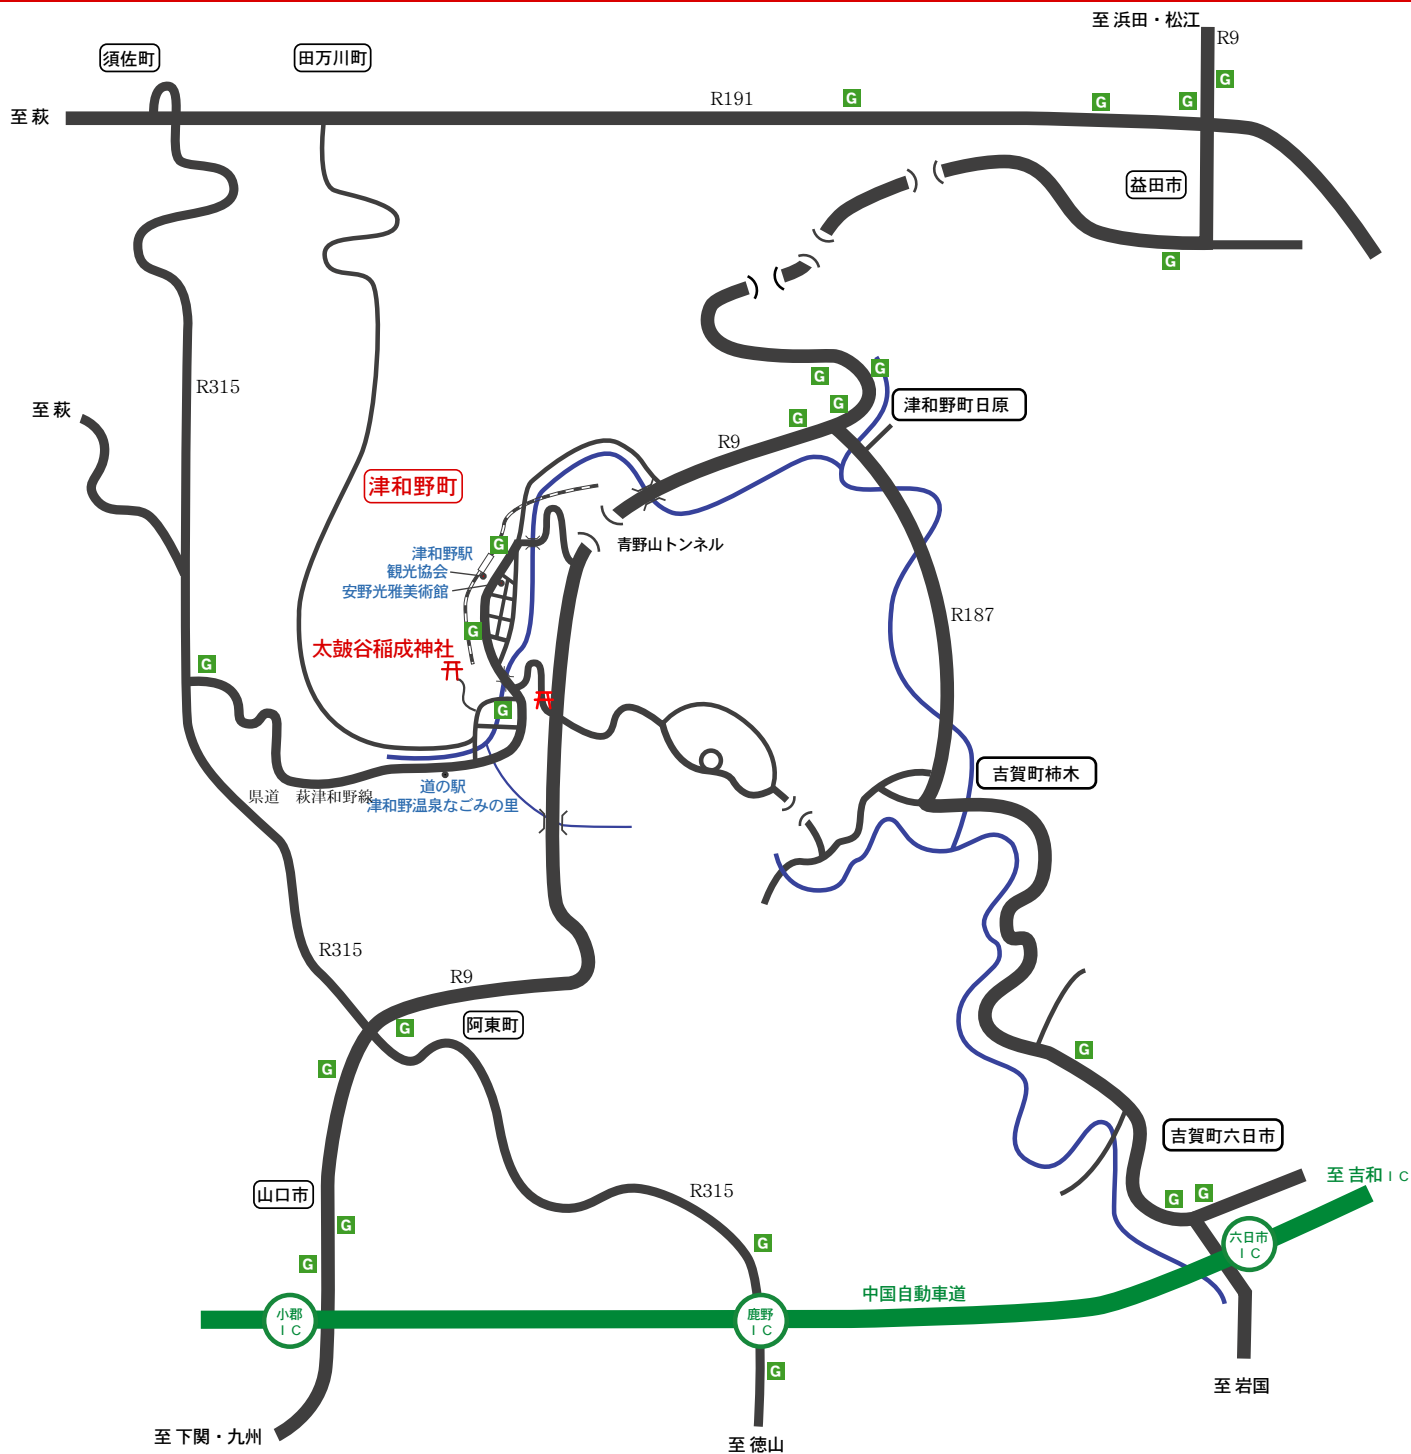 至 浜田・松江
R9
須佐町
田万川町
G
G
R191
G
G
G
至 萩
益田市
G
G
G
G
G
津和野町日原
R315
至 萩
R9
津和野町
青野山トンネル
G
津和野駅
観光協会
安野光雅美術館
R187
G
太皷谷稲成神社
G
G
吉賀町柿木
道の駅
県道 萩津和野線
津和野温泉なごみの里
R315
R9
阿東町
G
G
G
吉賀町六日市
至 吉和IC
山口市
R315
G
G
G
G
G
六日市
IC
中国自動車道
小郡
IC
鹿野
IC
G
至 岩国
至 下関・九州
至 徳山